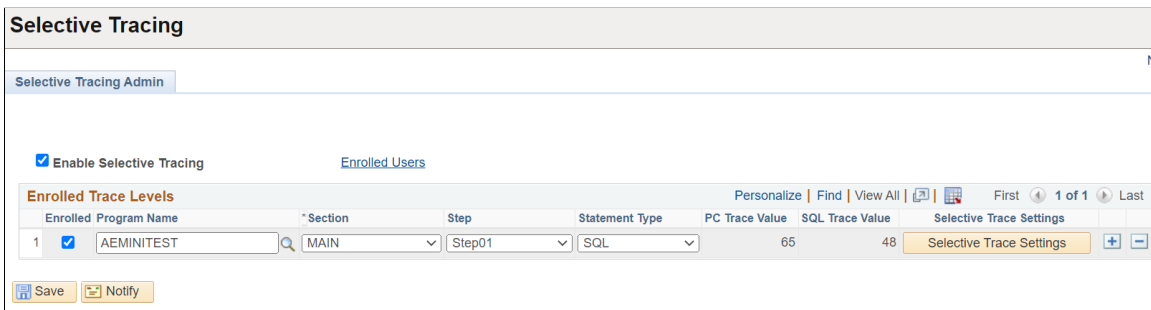 Selective Tracing
Selective Tracing Admin
Enable Selective Tracing Enrolled Users
Enrolled Trace Levels Personalize | Find | View All | | First 1 of 1 Last
Enrolled Program Name *Section Step Statement Type PC Trace Value SQL Trace Value Selective Trace Settings
1 AEMINITEST MAIN Step01 SQL 65 48 Selective Trace Settings + -
Save Notify